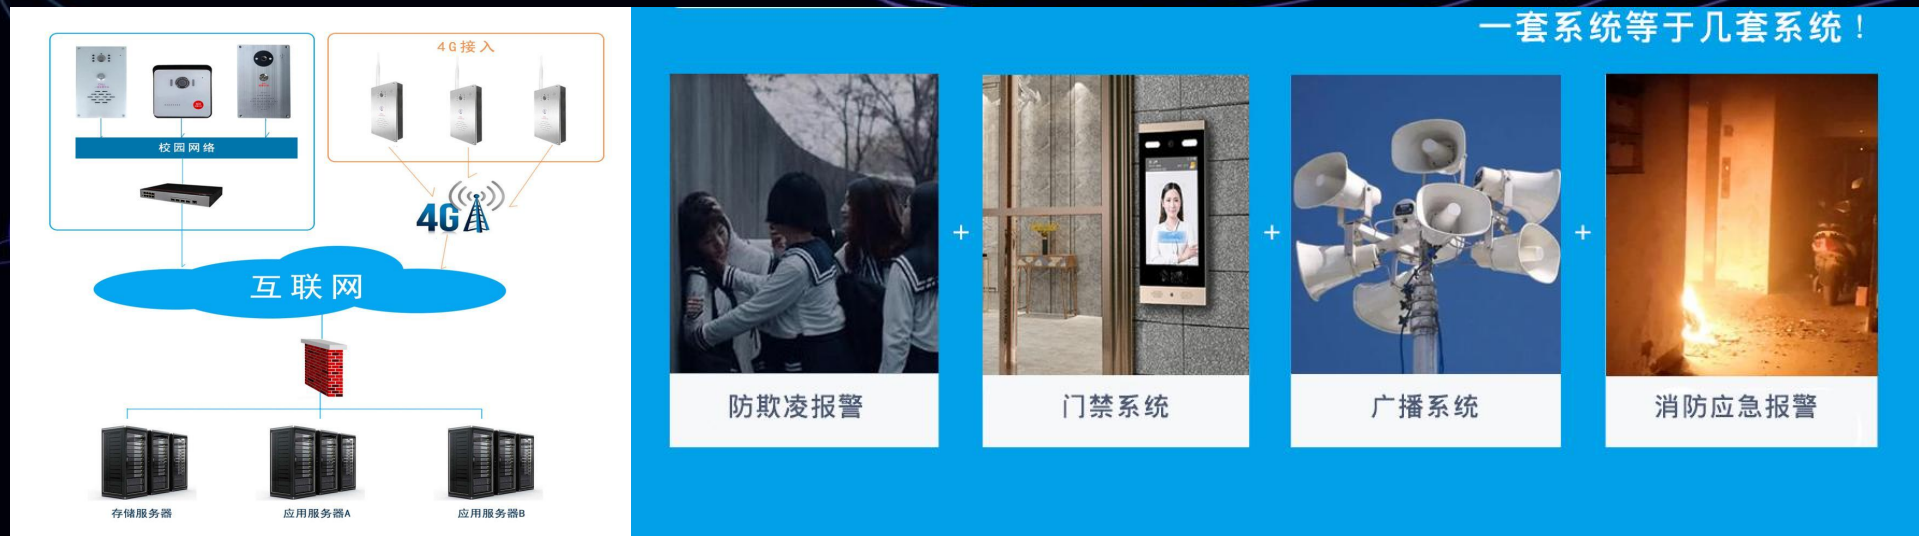 4G接入
校园网络
4G
互联网
存储服务器
应用服务器A
应用服务器B
一套系统等于几套系统！
防欺凌报警
+
门禁系统
+
广播系统
+
消防应急报警